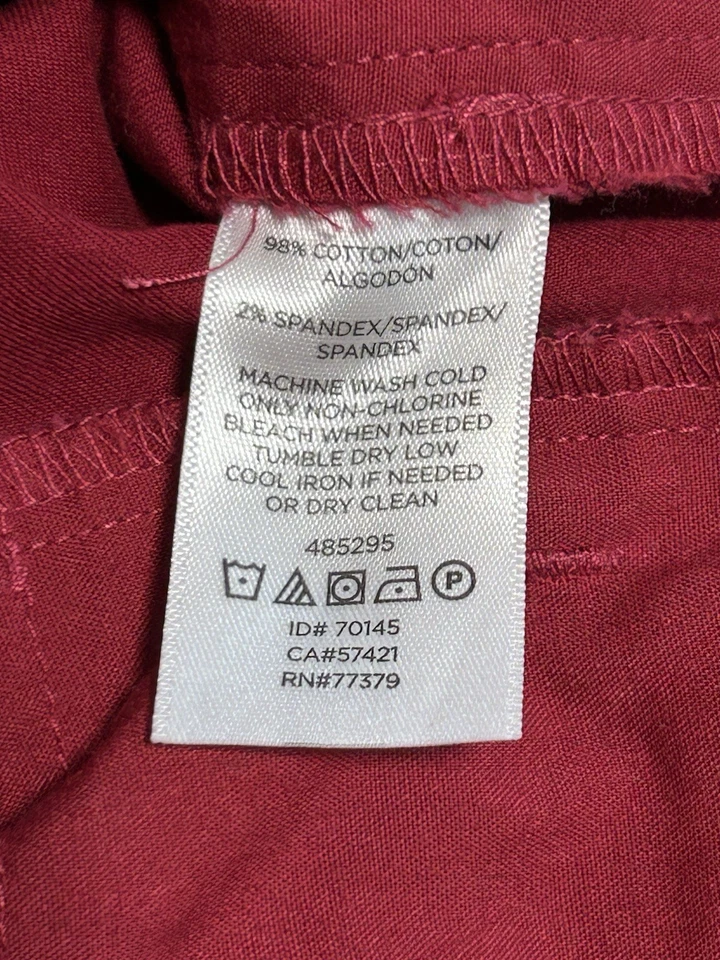 98% COTTON/COTON/
ALGODÓN
2% SPANDEX/SPANDEX/
SPANDEX
MACHINE WASH COLD
ONLY NON-CHLORINE
BLEACH WHEN NEEDED
TUMBLE DRY LOW
COOL IRON IF NEEDED
OR DRY CLEAN
485295
P
ID# 70145
CA#57421
RN#77379